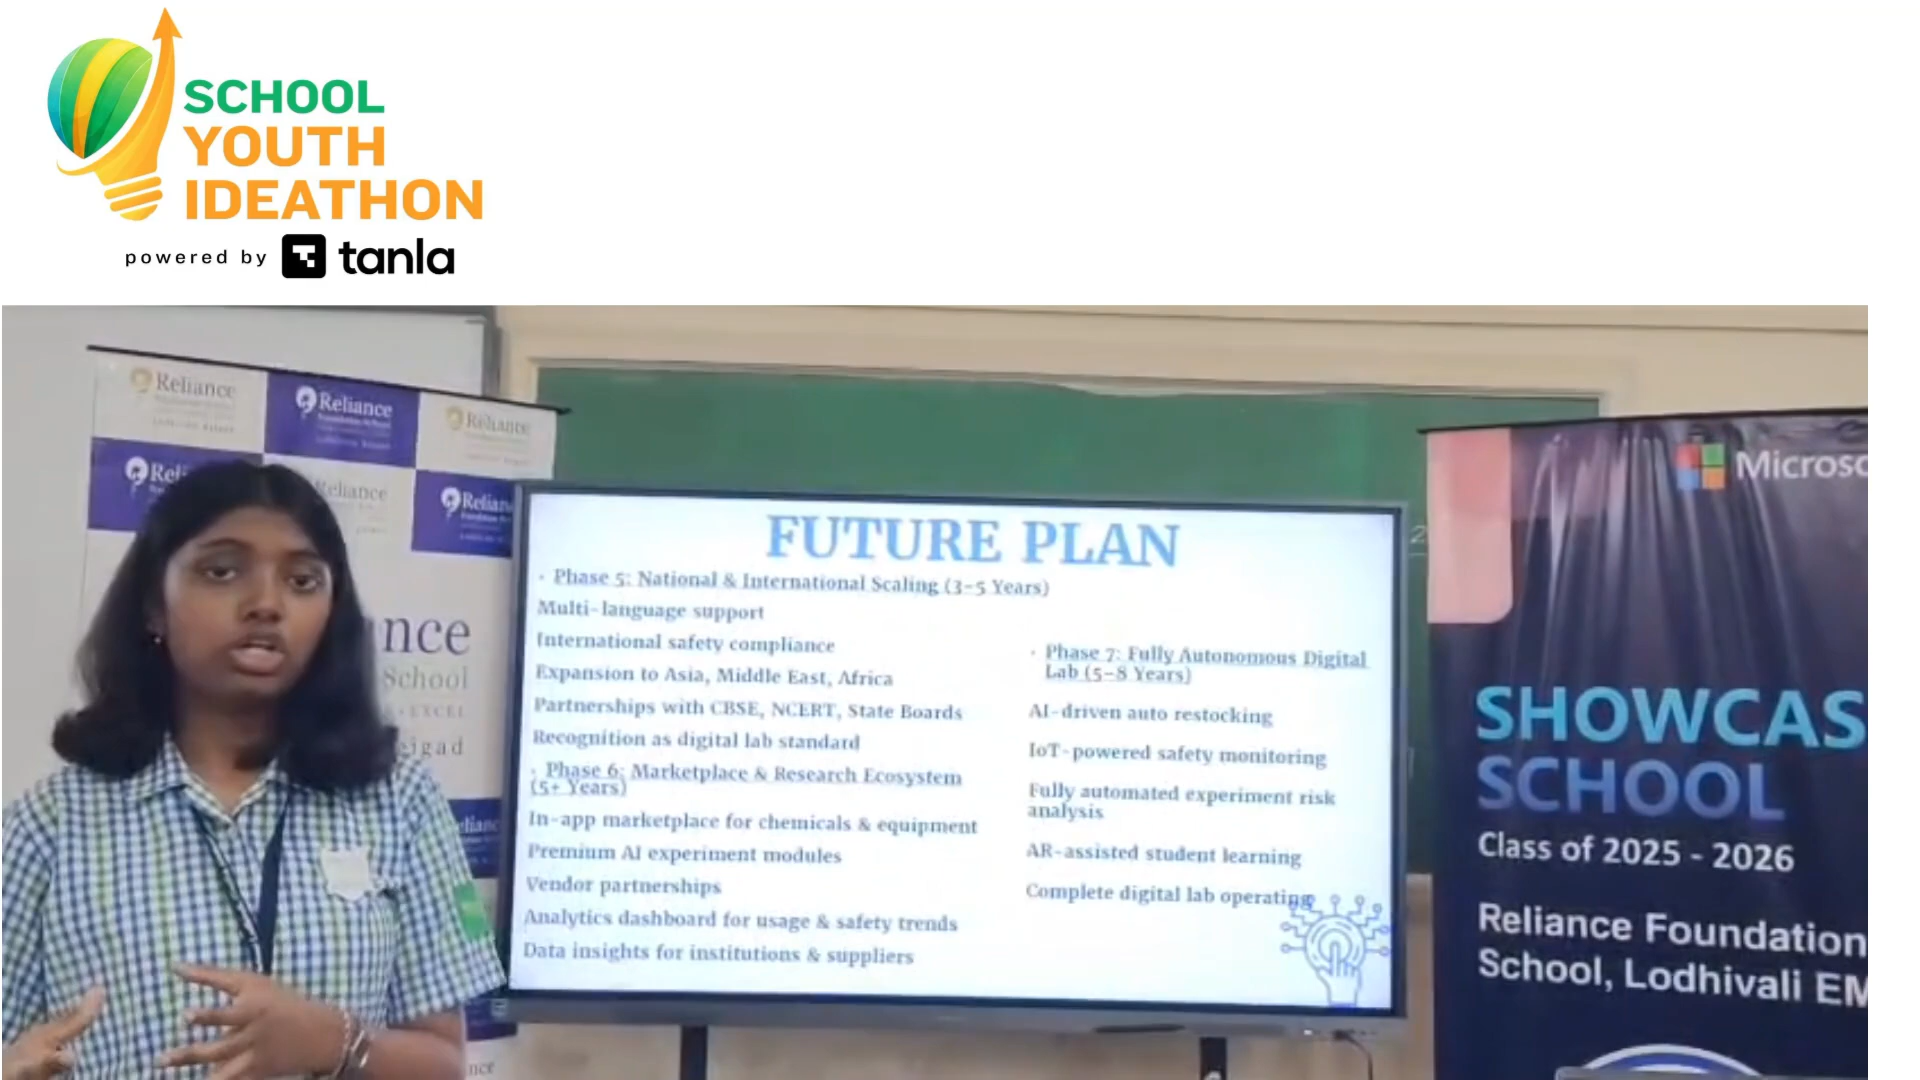 SCHOOL
YOUTH
IDEATHON
powered by tanla
Reliance
Reliance
Reliance
Reliance
nce
School
EXCEL
FUTURE PLAN
· Phase 5: National & International Scaling (3-5 Years)
Multi-language support
International safety compliance
Expansion to Asia, Middle East, Africa
Partnerships with CBSE, NCERT, State Boards
Recognition as digital lab standard
· Phase 6: Marketplace & Research Ecosystem
(5+ Years)
In-app marketplace for chemicals & equipment
Premium AI experiment modules
Vendor partnerships
Analytics dashboard for usage & safety trends
Data insights for institutions & suppliers
· Phase 7: Fully Autonomous Digital
Lab (5-8 Years)
AI-driven auto restocking
IoT-powered safety monitoring
Fully automated experiment risk
analysis
AR-assisted student learning
Complete digital lab operating
Microso
SHOWCAS
SCHOOL
Class of 2025 - 2026
Reliance Foundation
School, Lodhivali EM